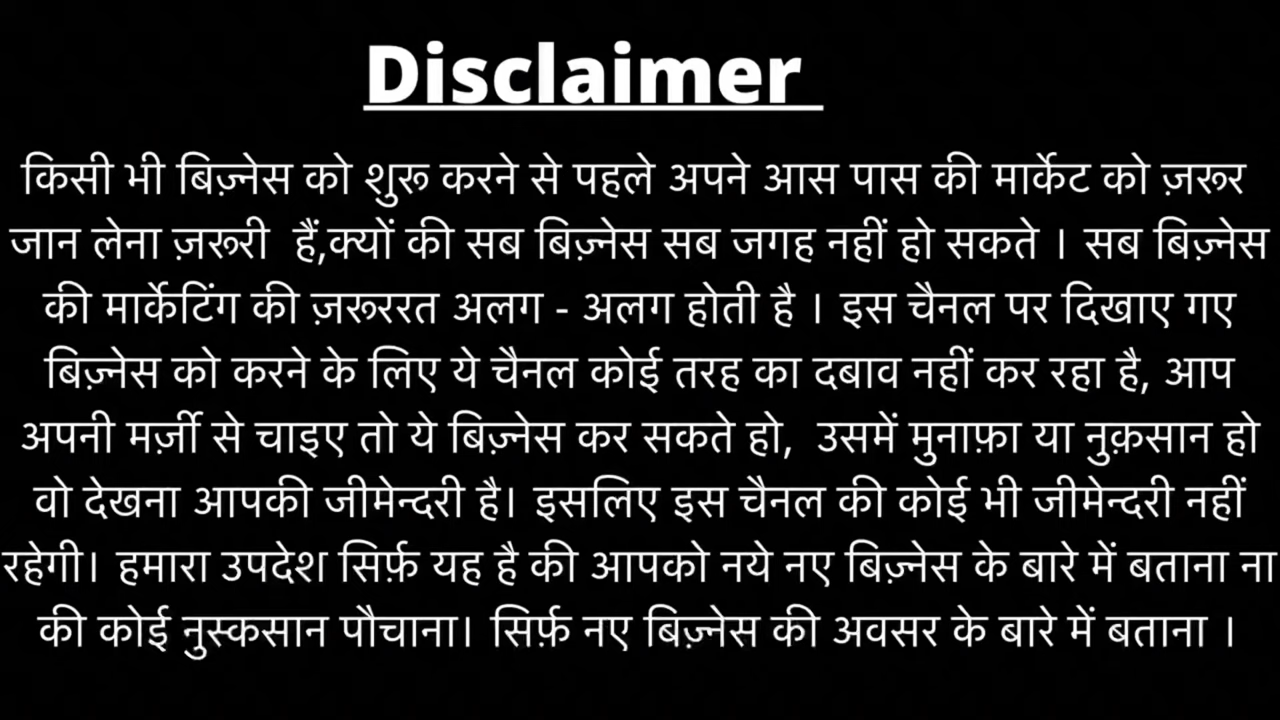 Disclaimer
किसी भी बिज़्नेस को शुरू करने से पहले अपने आस पास की मार्केट को ज़रूर
जान लेना ज़रूरी हैं,क्यों की सब बिज़्नेस सब जगह नहीं हो सकते । सब बिज़्नेस
की मार्केटिंग की ज़रूररत अलग - अलग होती है । इस चैनल पर दिखाए गए
बिज़्नेस को करने के लिए ये चैनल कोई तरह का दबाव नहीं कर रहा है, आप
अपनी मर्ज़ी से चाइए तो ये बिज़्नेस कर सकते हो, उसमें मुनाफ़ा या नुक़सान हो
वो देखना आपकी जीमेन्दरी है। इसलिए इस चैनल की कोई भी जीमेन्दरी नहीं
रहेगी। हमारा उपदेश सिर्फ़ यह है की आपको नये नए बिज़्नेस के बारे में बताना ना
की कोई नुस्कसान पौचाना। सिर्फ़ नए बिज़्नेस की अवसर के बारे में बताना ।